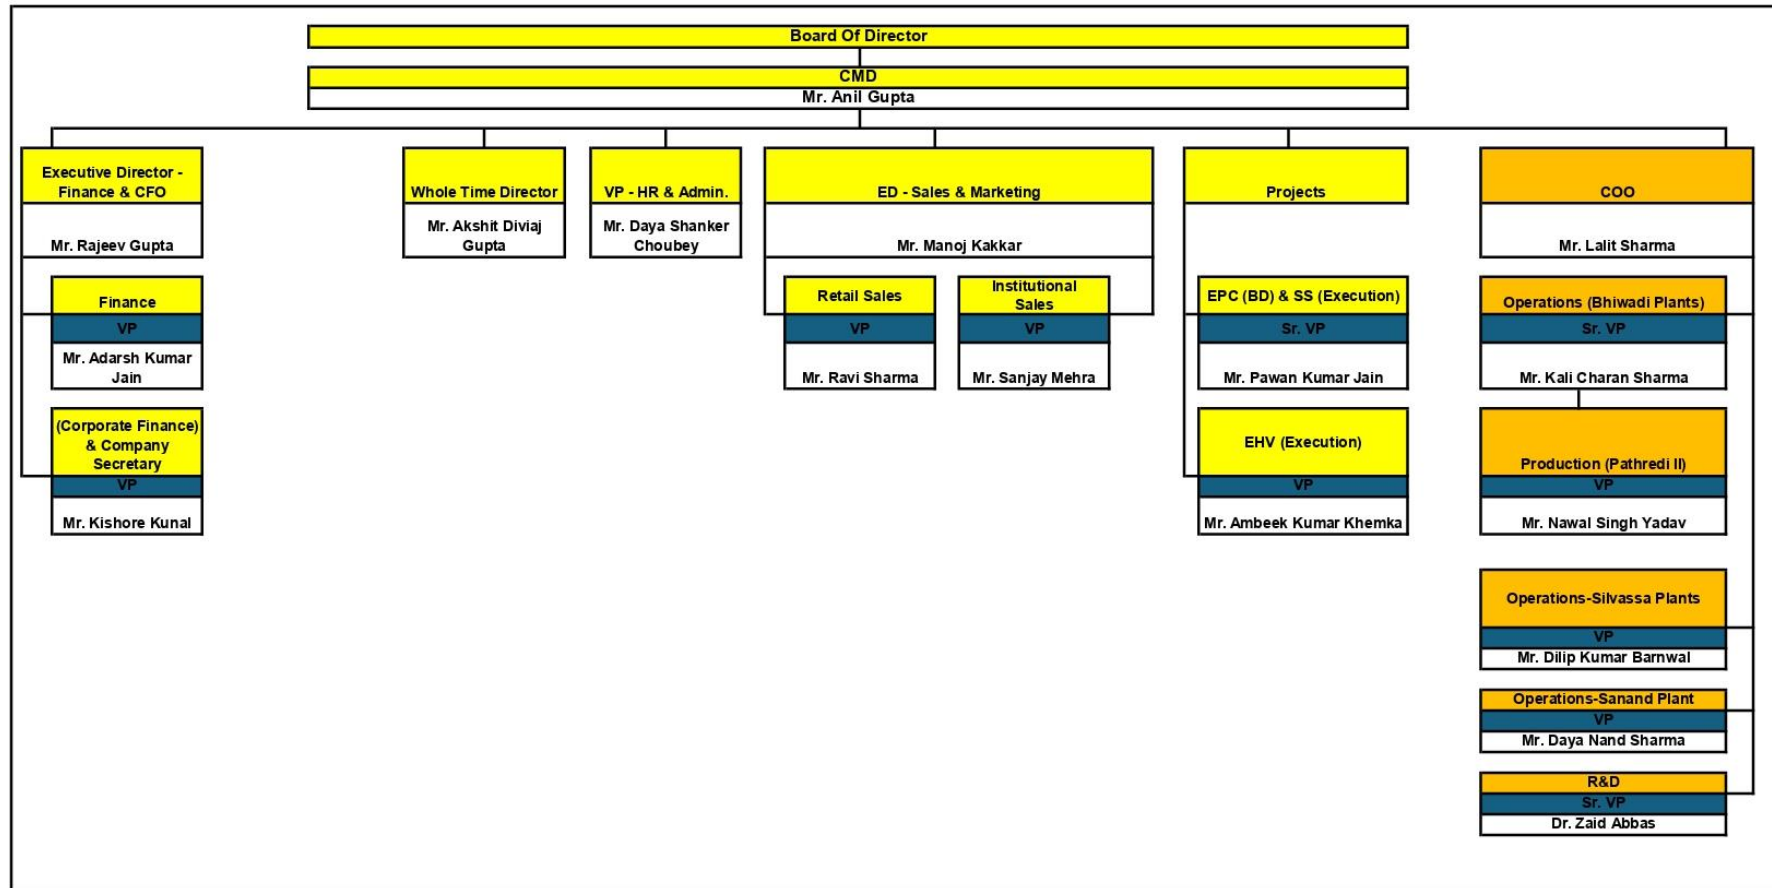 Board Of Director
CMD
Mr. Anil Gupta
Executive Director -
Finance & CFO
Mr. Rajeev Gupta
Finance
VP
Mr. Adarsh Kumar
Jain
(Corporate Finance)
& Company
Secretary
VP
Mr. Kishore Kunal
Whole Time Director
Mr. Akshit Diviaj
Gupta
VP - HR & Admin.
Mr. Daya Shanker
Choubey
ED - Sales & Marketing
Mr. Manoj Kakkar
Retail Sales
VP
Mr. Ravi Sharma
Institutional
Sales
VP
Mr. Sanjay Mehra
Projects
EPC (BD) & SS (Execution)
Sr. VP
Mr. Pawan Kumar Jain
EHV (Execution)
VP
Mr. Ambeek Kumar Khemka
COO
Mr. Lalit Sharma
Operations (Bhiwadi Plants)
Sr. VP
Mr. Kali Charan Sharma
Production (Pathredi II)
VP
Mr. Nawal Singh Yadav
Operations-Silvassa Plants
VP
Mr. Dilip Kumar Barnwal
Operations-Sanand Plant
VP
Mr. Daya Nand Sharma
R&D
Sr. VP
Dr. Zaid Abbas